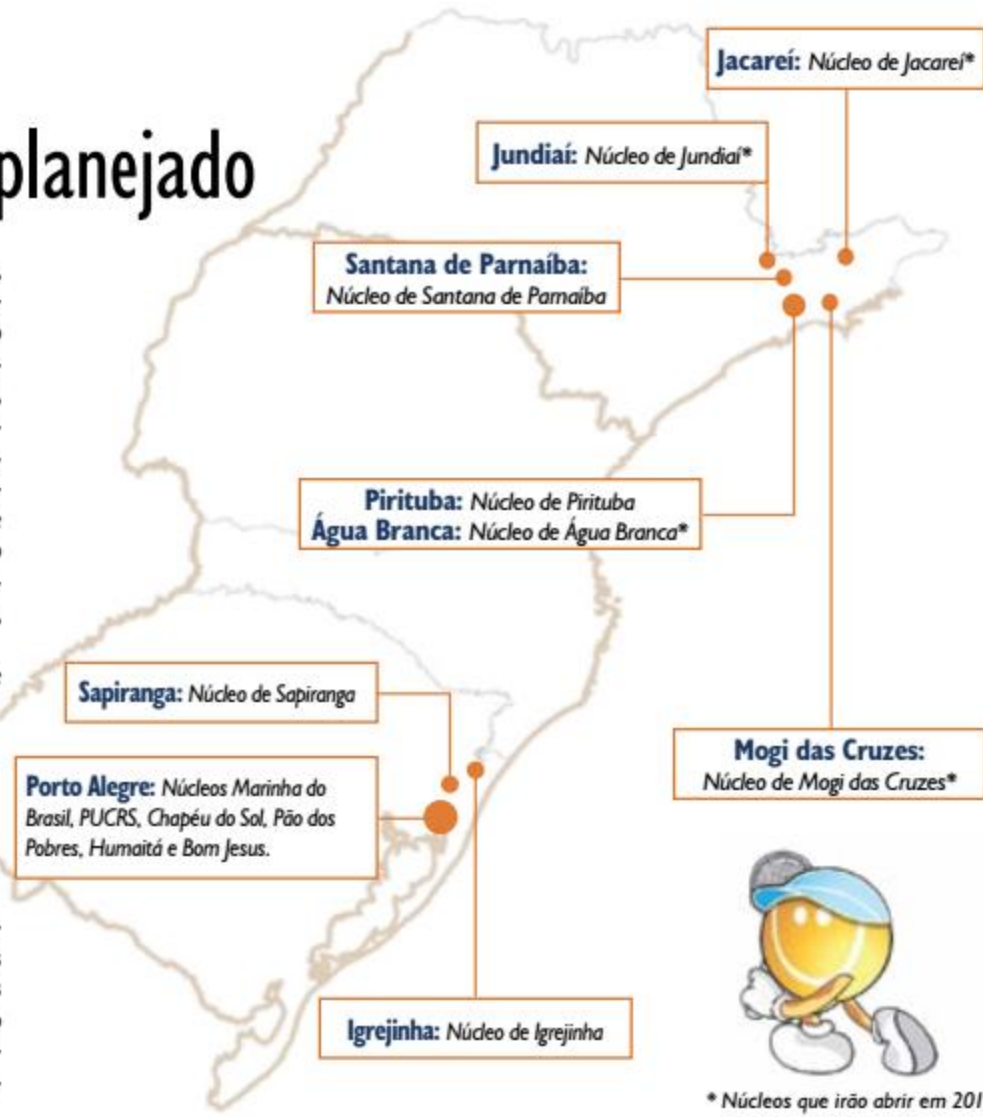 planejado
Jacareí: Núcleo de Jacareí*
Jundiaí: Núcleo de Jundiaí*
Santana de Parnaíba:
Núcleo de Santana de Parnaíba
Pirituba: Núcleo de Pirituba
Água Branca: Núcleo de Água Branca*
Sapiranga: Núcleo de Sapiranga
Porto Alegre: Núcleos Marinha do
Brasil, PUCRS, Chapéu do Sol, Pão dos
Pobres, Humaitá e Bom Jesus.
Mogi das Cruzes:
Núcleo de Mogi das Cruzes*
Igrejinha: Núcleo de Igrejinha
* Núcleos que irão abrir em 201